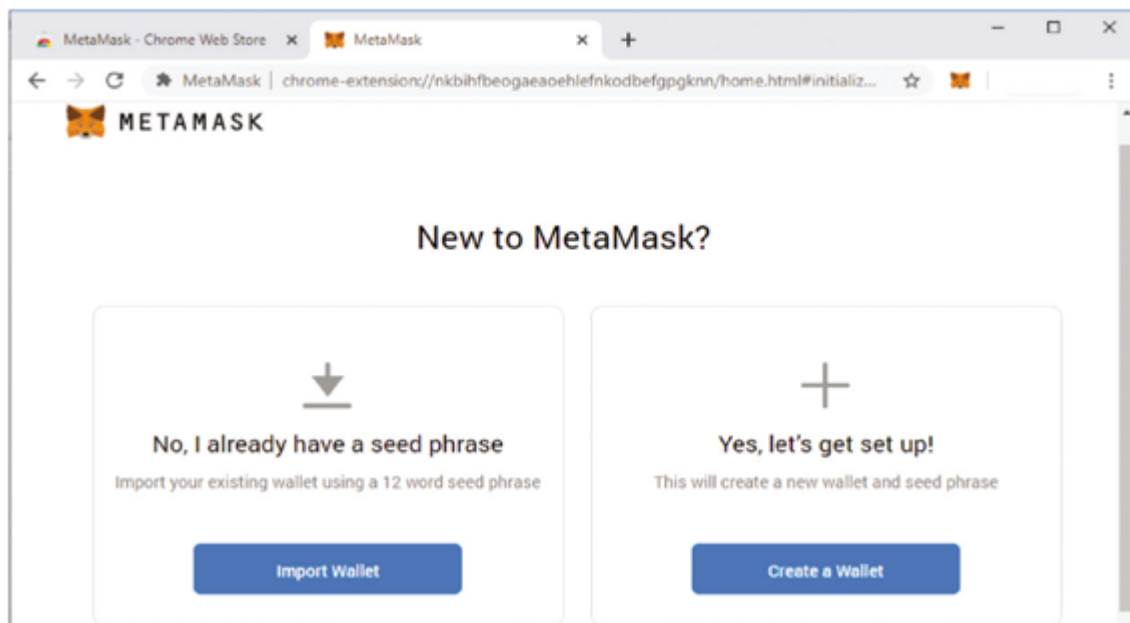 MetaMask - Chrome Web Store
MetaMask
MetaMask | chrome-extension://nkbihfbeogaeaoehlefnkodbefgpgknn/home.html#initializ...
METAMASK
New to MetaMask?
No, I already have a seed phrase
Import your existing wallet using a 12 word seed phrase
Import Wallet
Yes, let's get set up!
This will create a new wallet and seed phrase
Create a Wallet